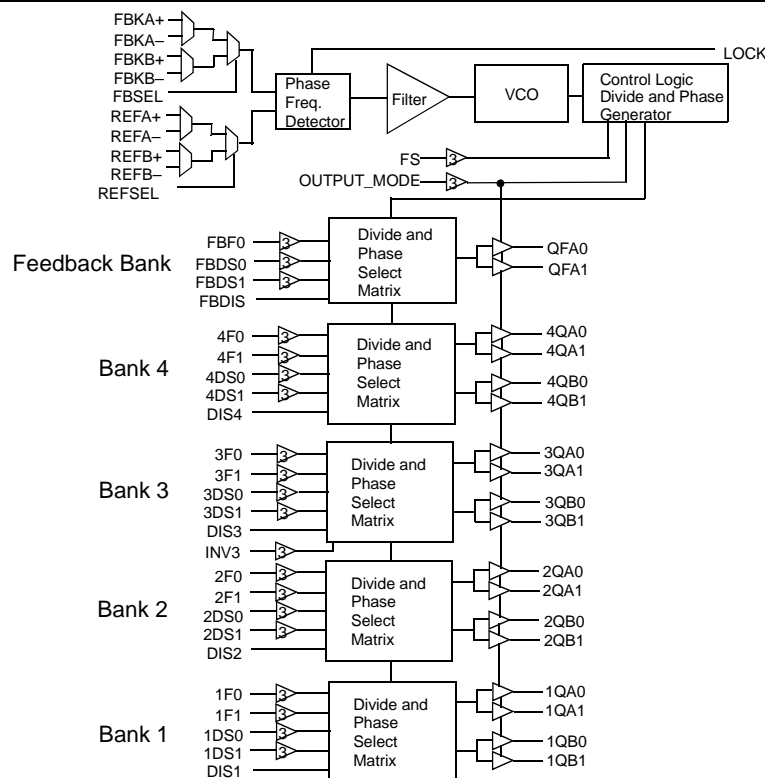 FBKA+
FBKA–
FBKB+
FBKB–
FBSEL
REFA+
REFA–
REFB+
REFB–
REFSEL
Phase
Freq.
Detector
Filter
VCO
Control Logic
Divide and Phase
Generator
LOCK
FS
3
OUTPUT_MODE
3
Feedback Bank
FBF0
3
FBDS0
3
FBDS1
3
FBDIS
Divide and
Phase
Select
Matrix
QFA0
QFA1
Bank 4
4F0
3
4F1
3
4DS0
3
4DS1
3
DIS4
Divide and
Phase
Select
Matrix
4QA0
4QA1
4QB0
4QB1
Bank 3
3F0
3
3F1
3
3DS0
3
3DS1
3
DIS3
INV3
3
Divide and
Phase
Select
Matrix
3QA0
3QA1
3QB0
3QB1
Bank 2
2F0
3
2F1
3
2DS0
3
2DS1
3
DIS2
Divide and
Phase
Select
Matrix
2QA0
2QA1
2QB0
2QB1
Bank 1
1F0
3
1F1
3
1DS0
3
1DS1
3
DIS1
Divide and
Phase
Select
Matrix
1QA0
1QA1
1QB0
1QB1